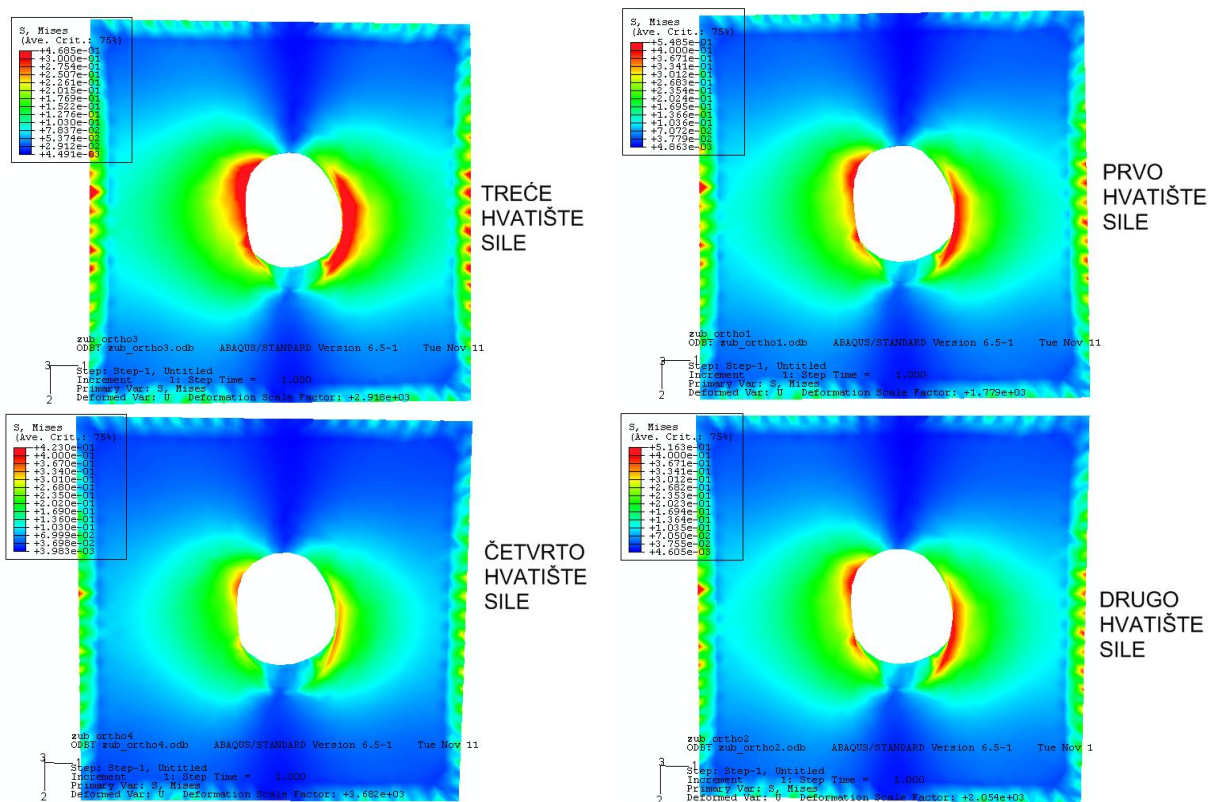 S, Mises
(Ave. Crit.: 75%)
+4.685e-01
+3.000e-01
+2.754e-01
+2.507e-01
+2.261e-01
+2.015e-01
+1.769e-01
+1.522e-01
+1.276e-01
+1.030e-01
+7.837e-02
+5.374e-02
+2.912e-02
+4.491e-03
TREĆE
HVATIŠTE
SILE
zub_ortho3
ODB: zub_ortho3.odb ABAQUS/STANDARD Version 6.5-1 Tue Nov 11
Step: Step-1, Untitled
Increment 1: Step Time = 1.000
Primary Var: S, Mises
Deformed Var: U Deformation Scale Factor: +2.918e+03
3
1
2
S, Mises
(Ave. Crit.: 75%)
+5.485e-01
+4.000e-01
+3.671e-01
+3.341e-01
+3.012e-01
+2.683e-01
+2.354e-01
+2.024e-01
+1.695e-01
+1.366e-01
+1.036e-01
+7.072e-02
+3.779e-02
+4.863e-03
PRVO
HVATIŠTE
SILE
zub_ortho1
ODB: zub_ortho1.odb ABAQUS/STANDARD Version 6.5-1 Tue Nov 11
Step: Step-1, Untitled
Increment 1: Step Time = 1.000
Primary Var: S, Mises
Deformed Var: U Deformation Scale Factor: +1.779e+03
3
1
2
S, Mises
(Ave. Crit.: 75%)
+4.230e-01
+4.000e-01
+3.670e-01
+3.340e-01
+3.010e-01
+2.680e-01
+2.350e-01
+2.020e-01
+1.690e-01
+1.360e-01
+1.030e-01
+6.999e-02
+3.698e-02
+3.983e-03
ČETVRTO
HVATIŠTE
SILE
zub_ortho4
ODB: zub_ortho4.odb ABAQUS/STANDARD Version 6.5-1 Tue Nov 11
Step: Step-1, Untitled
Increment 1: Step Time = 1.000
Primary Var: S, Mises
Deformed Var: U Deformation Scale Factor: +3.682e+03
3
1
2
S, Mises
(Ave. Crit.: 75%)
+5.163e-01
+4.000e-01
+3.671e-01
+3.341e-01
+3.012e-01
+2.682e-01
+2.353e-01
+2.023e-01
+1.694e-01
+1.364e-01
+1.035e-01
+7.050e-02
+3.755e-02
+4.605e-03
DRUGO
HVATIŠTE
SILE
zub_ortho2
ODB: zub_ortho2.odb ABAQUS/STANDARD Version 6.5-1 Tue Nov 1
Step: Step-1, Untitled
Increment 1: Step Time = 1.000
Primary Var: S, Mises
Deformed Var: U Deformation Scale Factor: +2.054e+03
3
1
2